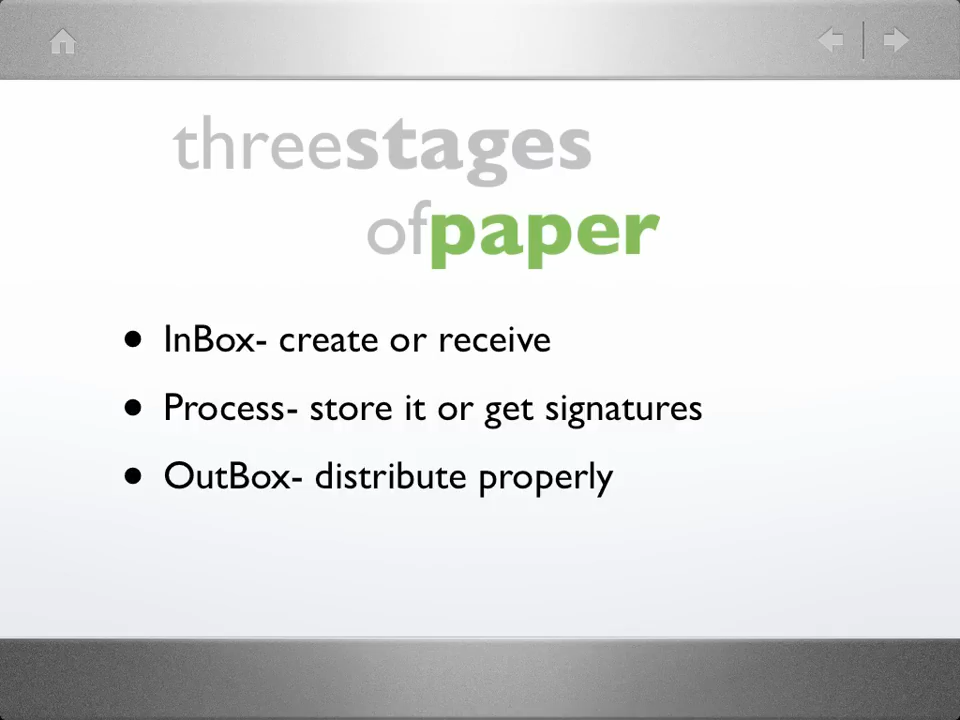 threestages
ofpaper
• InBox- create or receive
• Process- store it or get signatures
• OutBox- distribute properly